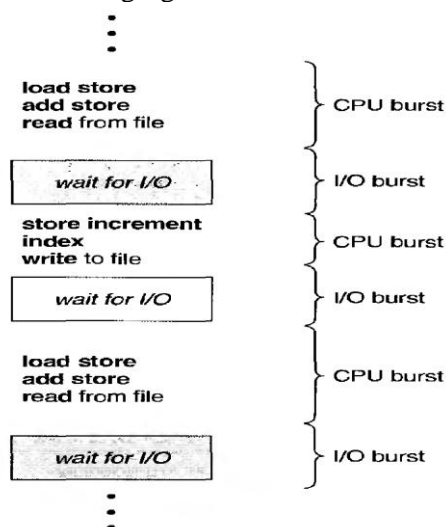 load store
add store
read from file
CPU burst
wait for I/O
I/O burst
store increment
index
write to file
CPU burst
wait for I/O
I/O burst
load store
add store
read from file
CPU burst
wait for I/O
I/O burst